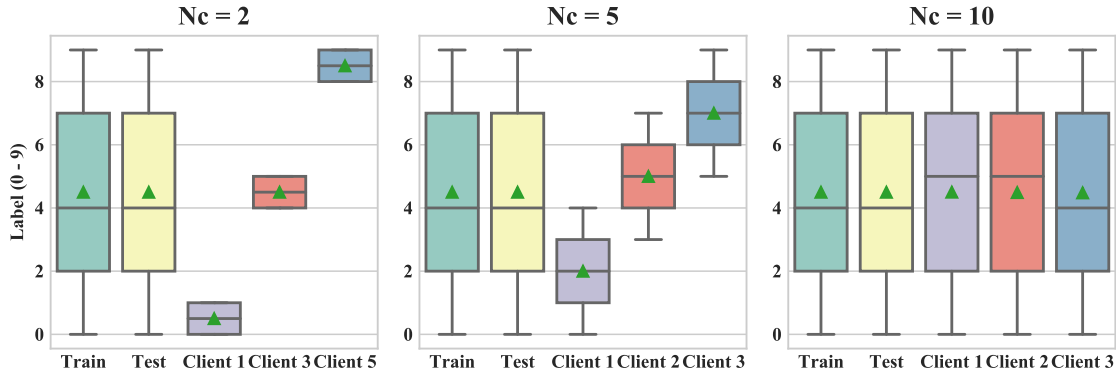 Nc = 2
Nc = 5
Nc = 10
Label (0 - 9)
8
6
4
2
0
Train Test Client 1 Client 3 Client 5
8
6
4
2
0
Train Test Client 1 Client 2 Client 3
8
6
4
2
0
Train Test Client 1 Client 2 Client 3